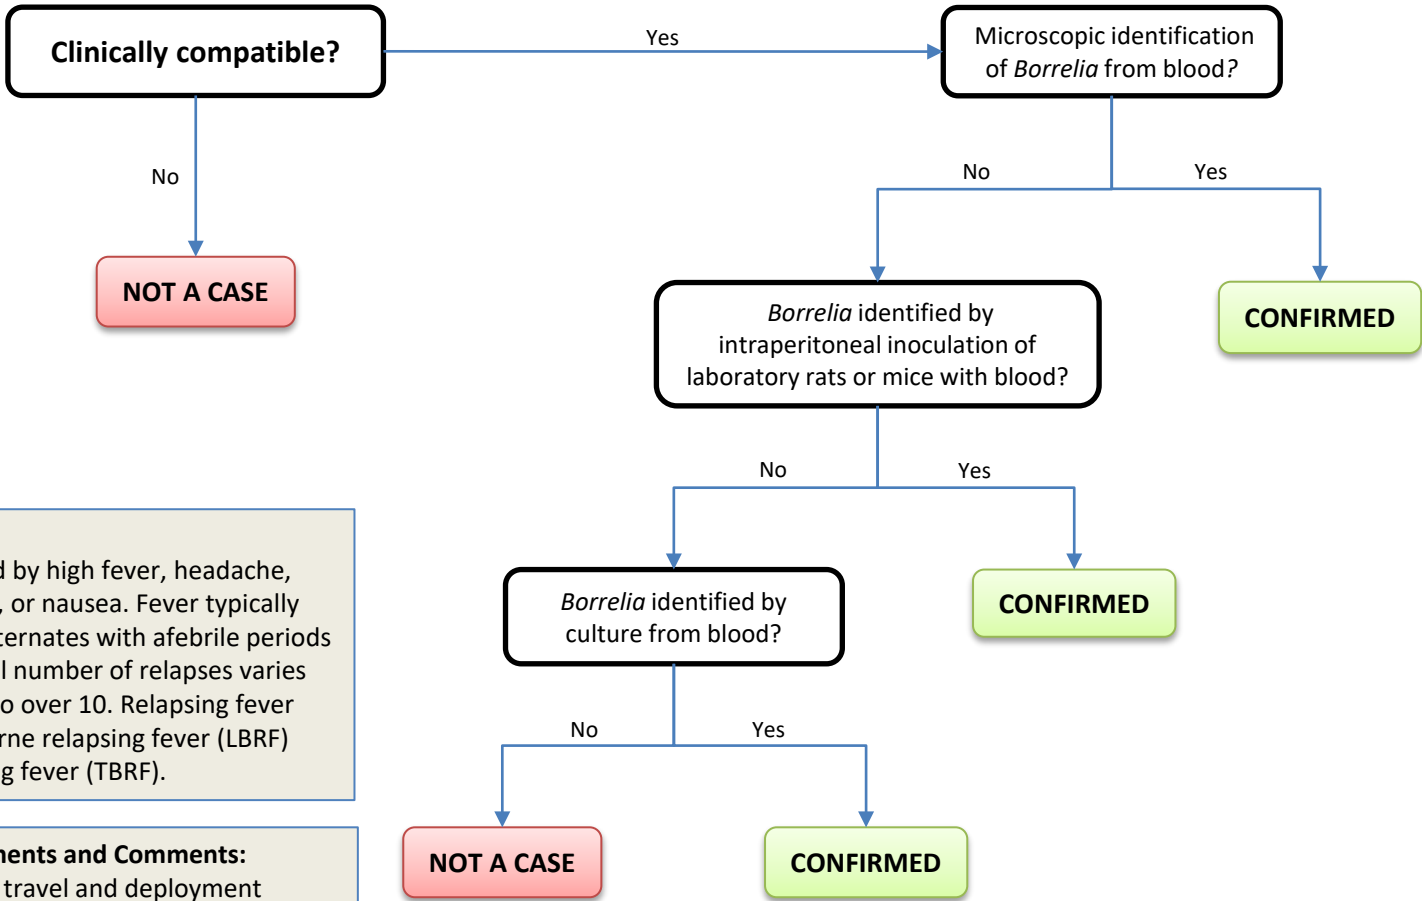 Clinically compatible?
Yes
Microscopic identification
of Borrelia from blood?
No
No
Yes
NOT A CASE
Borrelia identified by
intraperitoneal inoculation of
laboratory rats or mice with blood?
CONFIRMED
No
Yes
Borrelia identified by
culture from blood?
CONFIRMED
No
Yes
NOT A CASE
CONFIRMED
d by high fever, headache,
, or nausea. Fever typically
ternates with afebrile periods
l number of relapses varies
o over 10. Relapsing fever
rne relapsing fever (LBRF)
g fever (TBRF).
ments and Comments:
travel and deployment